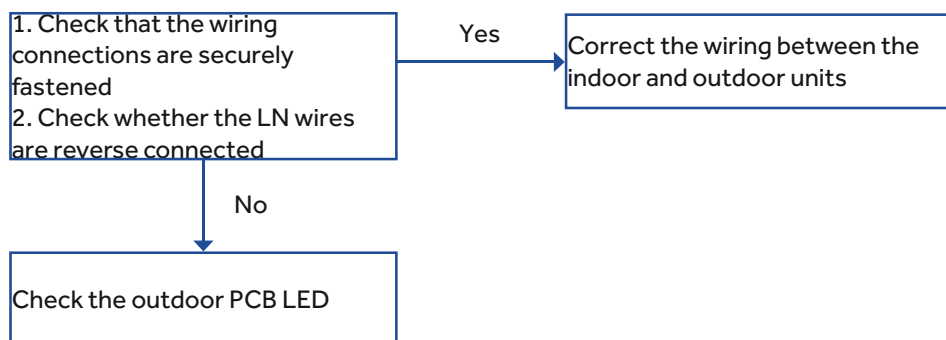 1. Check that the wiring
connections are securely
fastened
2. Check whether the LN wires
are reverse connected
Yes
Correct the wiring between the
indoor and outdoor units
No
Check the outdoor PCB LED